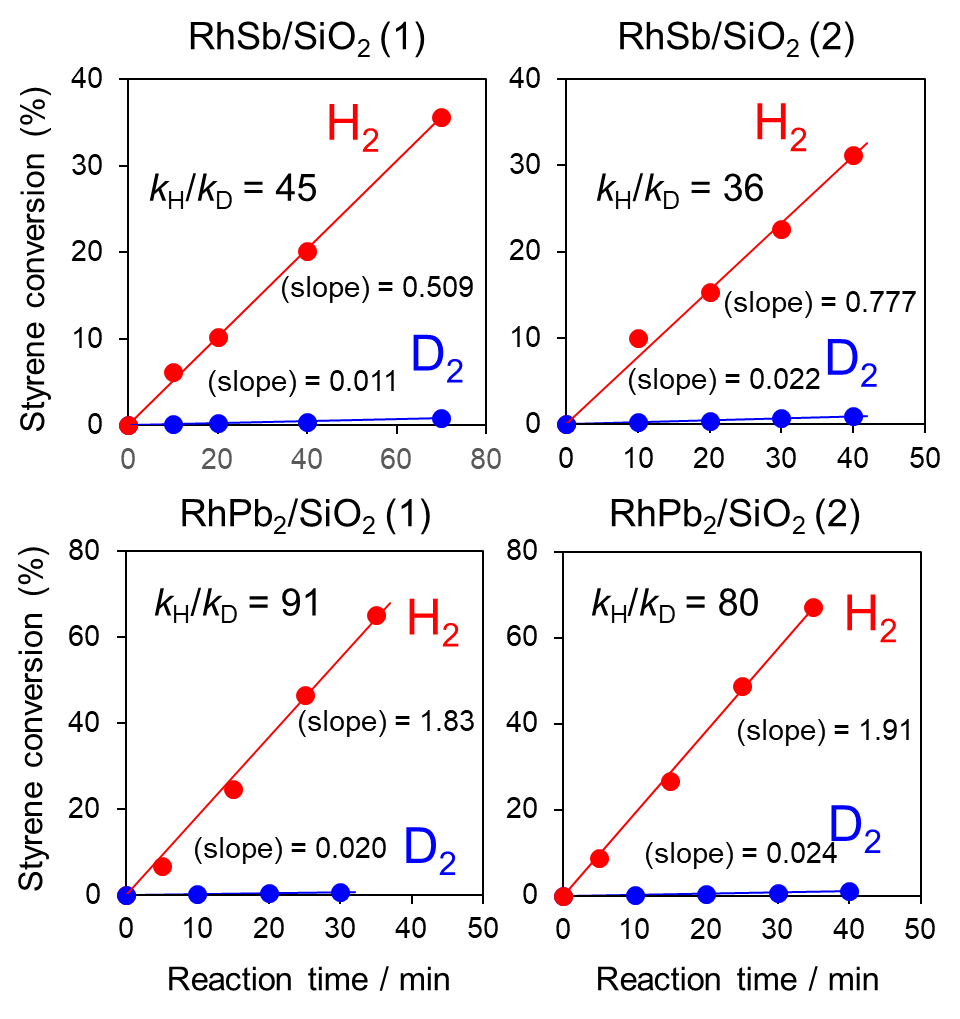 RhSb/SiO2 (1)
Styrene conversion (%)
40
30
20
10
0
H2
kH/kD = 45
(slope) = 0.509
D2
(slope) = 0.011
0 20 40 60 80
RhSb/SiO2 (2)
40
30
20
10
0
H2
kH/kD = 36
(slope) = 0.777
D2
(slope) = 0.022
0 10 20 30 40 50
RhPb2/SiO2 (1)
Styrene conversion (%)
80
60
40
20
0
kH/kD = 91
H2
(slope) = 1.83
(slope) = 0.020
D2
0 10 20 30 40 50
Reaction time / min
RhPb2/SiO2 (2)
80
60
40
20
0
kH/kD = 80
H2
(slope) = 1.91
D2
(slope) = 0.024
0 10 20 30 40 50
Reaction time / min